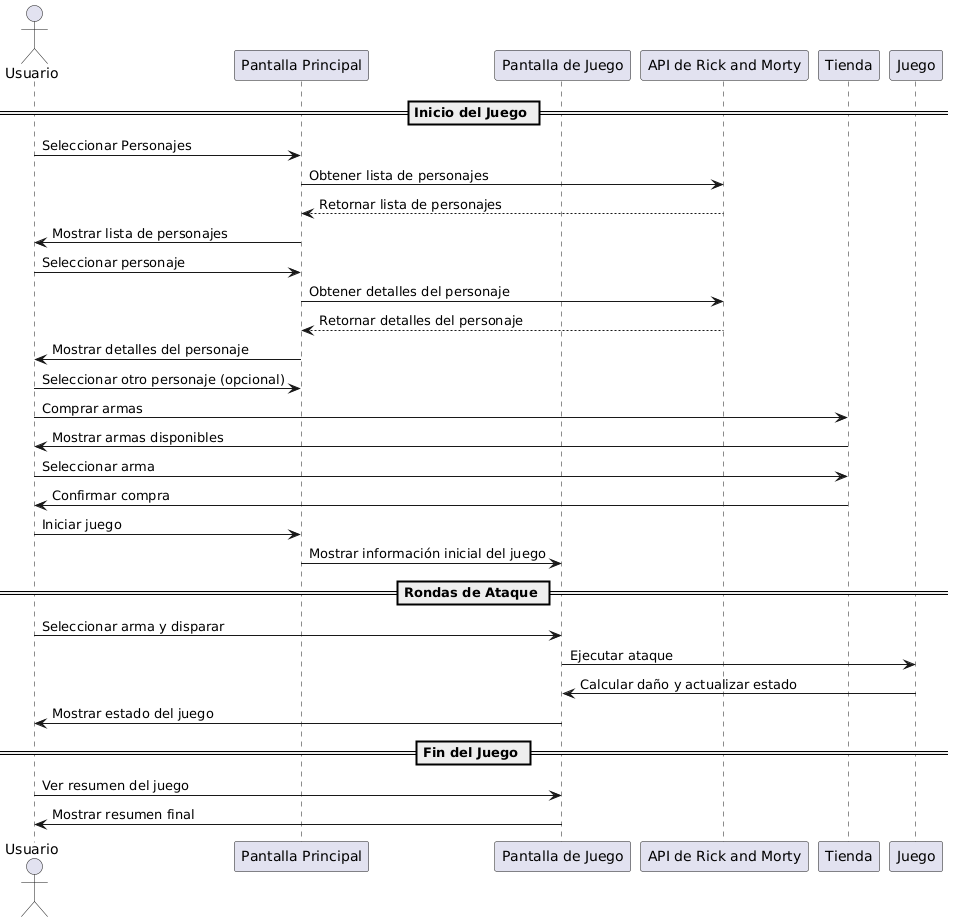 Usuario
Pantalla Principal
Pantalla de Juego
API de Rick and Morty
Tienda
Juego
Inicio del Juego
Seleccionar Personajes
Obtener lista de personajes
Retornar lista de personajes
Mostrar lista de personajes
Seleccionar personaje
Obtener detalles del personaje
Retornar detalles del personaje
Mostrar detalles del personaje
Seleccionar otro personaje (opcional)
Comprar armas
Mostrar armas disponibles
Seleccionar arma
Confirmar compra
Iniciar juego
Mostrar información inicial del juego
Rondas de Ataque
Seleccionar arma y disparar
Ejecutar ataque
Calcular daño y actualizar estado
Mostrar estado del juego
Fin del Juego
Ver resumen del juego
Mostrar resumen final
Usuario
Pantalla Principal
Pantalla de Juego
API de Rick and Morty
Tienda
Juego